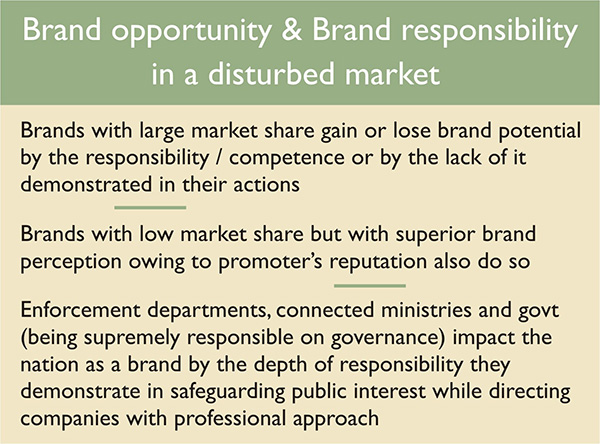 Brand opportunity & Brand responsibility
in a disturbed market
Brands with large market share gain or lose brand potential
by the responsibility / competence or by the lack of it
demonstrated in their actions
Brands with low market share but with superior brand
perception owing to promoter's reputation also do so
Enforcement departments, connected ministries and govt
(being supremely responsible on governance) impact the
nation as a brand by the depth of responsibility they
demonstrate in safeguarding public interest while directing
companies with professional approach